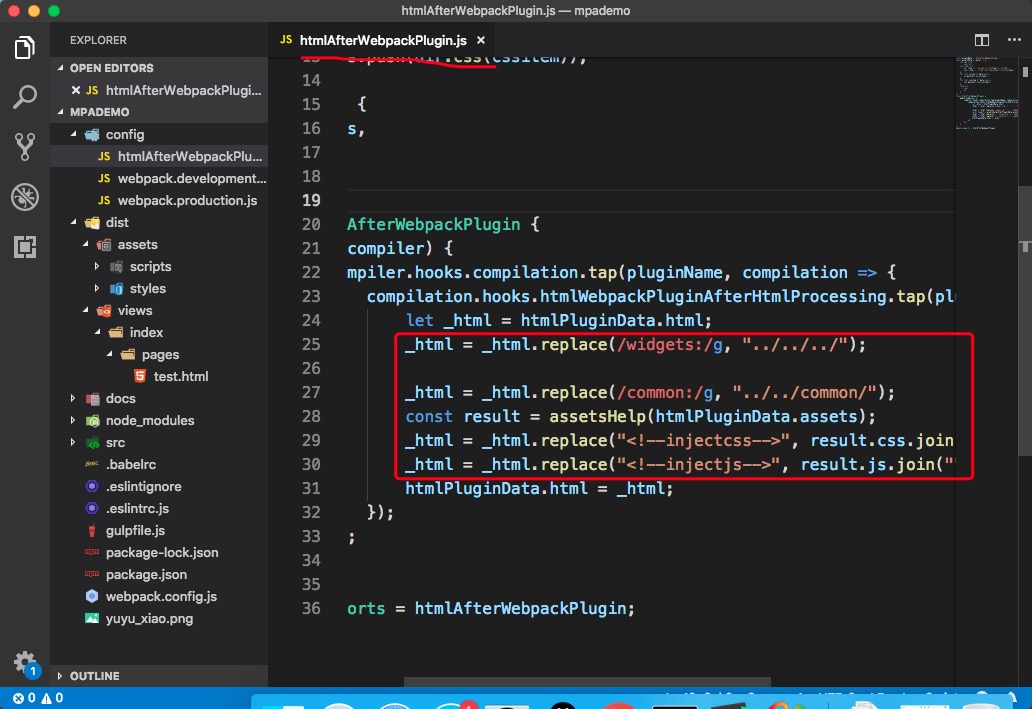 htmlAfterWebpackPlugin.js — mpademo
EXPLORER
OPEN EDITORS
JS htmlAfterWebpackPlugi...
MPADEMO
config
JS htmlAfterWebpackPlu...
JS webpack.development...
JS webpack.production.js
dist
assets
scripts
styles
views
index
pages
test.html
docs
node_modules
src
.babelrc
.eslintignore
.eslintrc.js
gulpfile.js
package-lock.json
package.json
webpack.config.js
yuyu_xiao.png
OUTLINE
JS htmlAfterWebpackPlugin.js ×
13 s.push(dir.css(cssitem));
14
15 {
16 s,
17
18
19
20 AfterWebpackPlugin {
21 compiler) {
22 mpiler.hooks.compilation.tap(pluginName, compilation => {
23 compilation.hooks.htmlWebpackPluginAfterHtmlProcessing.tap(pl
24 let _html = htmlPluginData.html;
25 _html = _html.replace(/widgets:/g, "../../../");
26
27 _html = _html.replace(/common:/g, "../../common/");
28 const result = assetsHelp(htmlPluginData.assets);
29 _html = _html.replace("<!--injectcss-->", result.css.join
30 _html = _html.replace("<!--injectjs-->", result.js.join("
31 htmlPluginData.html = _html;
32 });
33 ;
34
35
36 orts = htmlAfterWebpackPlugin;
1
0 0